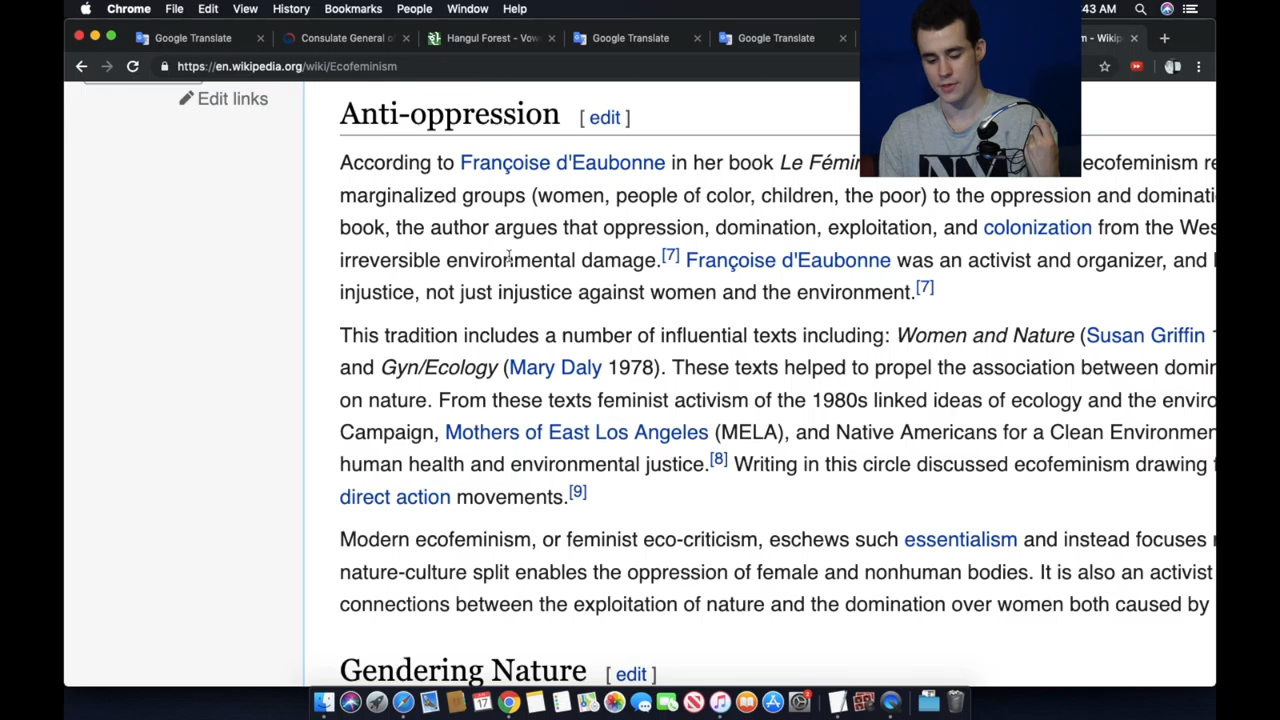 Chrome File Edit View History Bookmarks People Window Help :43 AM
Google Translate Consulate General o Hangul Forest - Vow Google Translate Google Translate m - Wikip
https://en.wikipedia.org/wiki/Ecofeminism
Edit links
Anti-oppression [ edit ]
According to Françoise d'Eaubonne in her book Le Fémin ecofeminism re
marginalized groups (women, people of color, children, the poor) to the oppression and dominati
book, the author argues that oppression, domination, exploitation, and colonization from the Wes
irreversible environmental damage.[7] Françoise d'Eaubonne was an activist and organizer, and
injustice, not just injustice against women and the environment.[7]
This tradition includes a number of influential texts including: Women and Nature (Susan Griffin
and Gyn/Ecology (Mary Daly 1978). These texts helped to propel the association between domin
on nature. From these texts feminist activism of the 1980s linked ideas of ecology and the enviro
Campaign, Mothers of East Los Angeles (MELA), and Native Americans for a Clean Environmen
human health and environmental justice.[8] Writing in this circle discussed ecofeminism drawing
direct action movements.[9]
Modern ecofeminism, or feminist eco-criticism, eschews such essentialism and instead focuses
nature-culture split enables the oppression of female and nonhuman bodies. It is also an activist
connections between the exploitation of nature and the domination over women both caused by
Gendering Nature [ edit ]
17